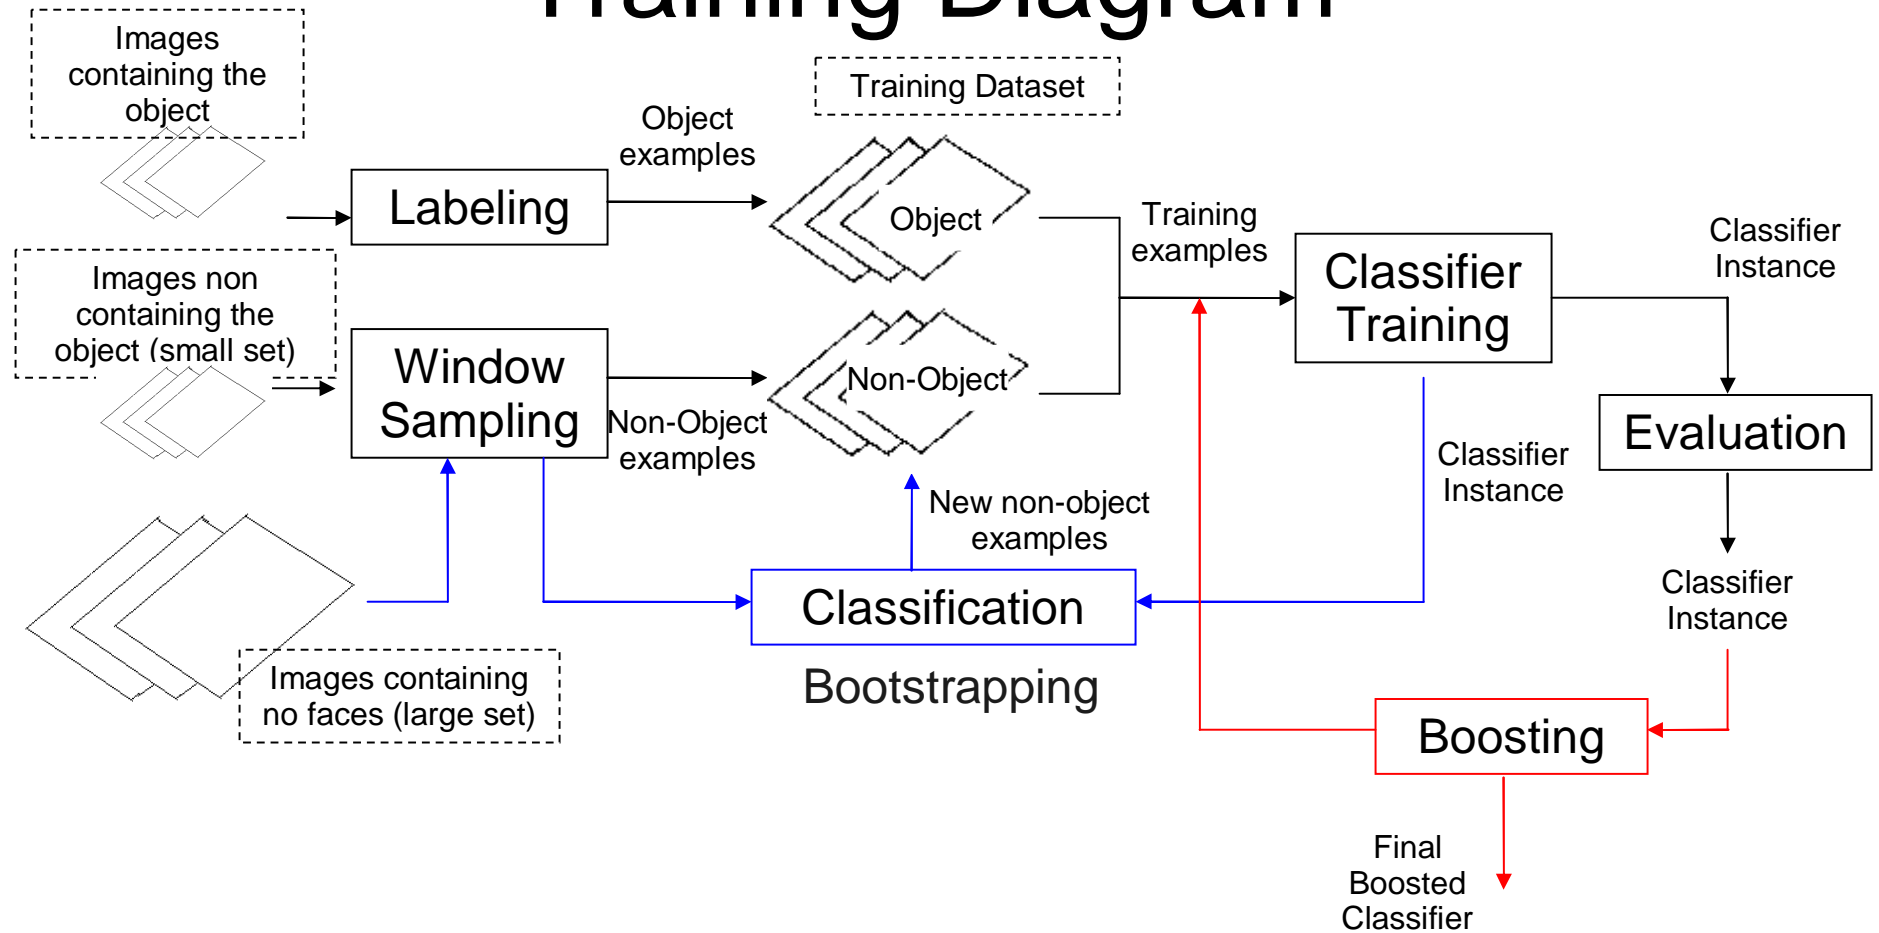 Training Diagram
Images
containing the
object
Training Dataset
Object
examples
Labeling
Object
Training
examples
Classifier
Instance
Classifier
Training
Images non
containing the
object (small set)
Window
Sampling
Non-Object
Non-Object
examples
Evaluation
Classifier
Instance
New non-object
examples
Classification
Classifier
Instance
Bootstrapping
Images containing
no faces (large set)
Boosting
Final
Boosted
Classifier